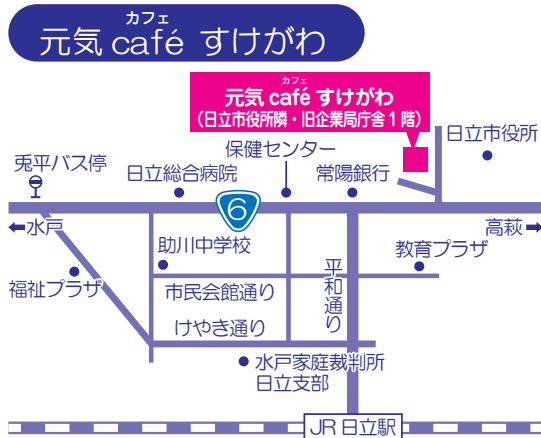 カフェ
元気 café すけがわ
カフェ
元気 café すけがわ
(日立市役所隣・旧企業局庁舎1階)
日立市役所
保健センター
兎平バス停
日立総合病院
常陽銀行
6
←水戸
高萩→
助川中学校
教育プラザ
平和通り
福祉プラザ
市民会館通り
けやき通り
水戸家庭裁判所
日立支部
JR 日立駅